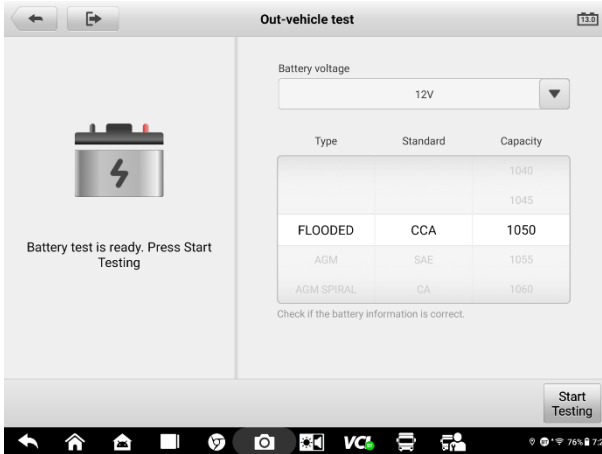 Out-vehicle test
13.0
Battery voltage
12V
Type Standard Capacity
1040
1045
FLOODED CCA 1050
AGM SAE 1055
AGM SPIRAL CA 1060
Check if the battery information is correct.
Battery test is ready. Press Start
Testing
Start
Testing
VCI
76% 7:2